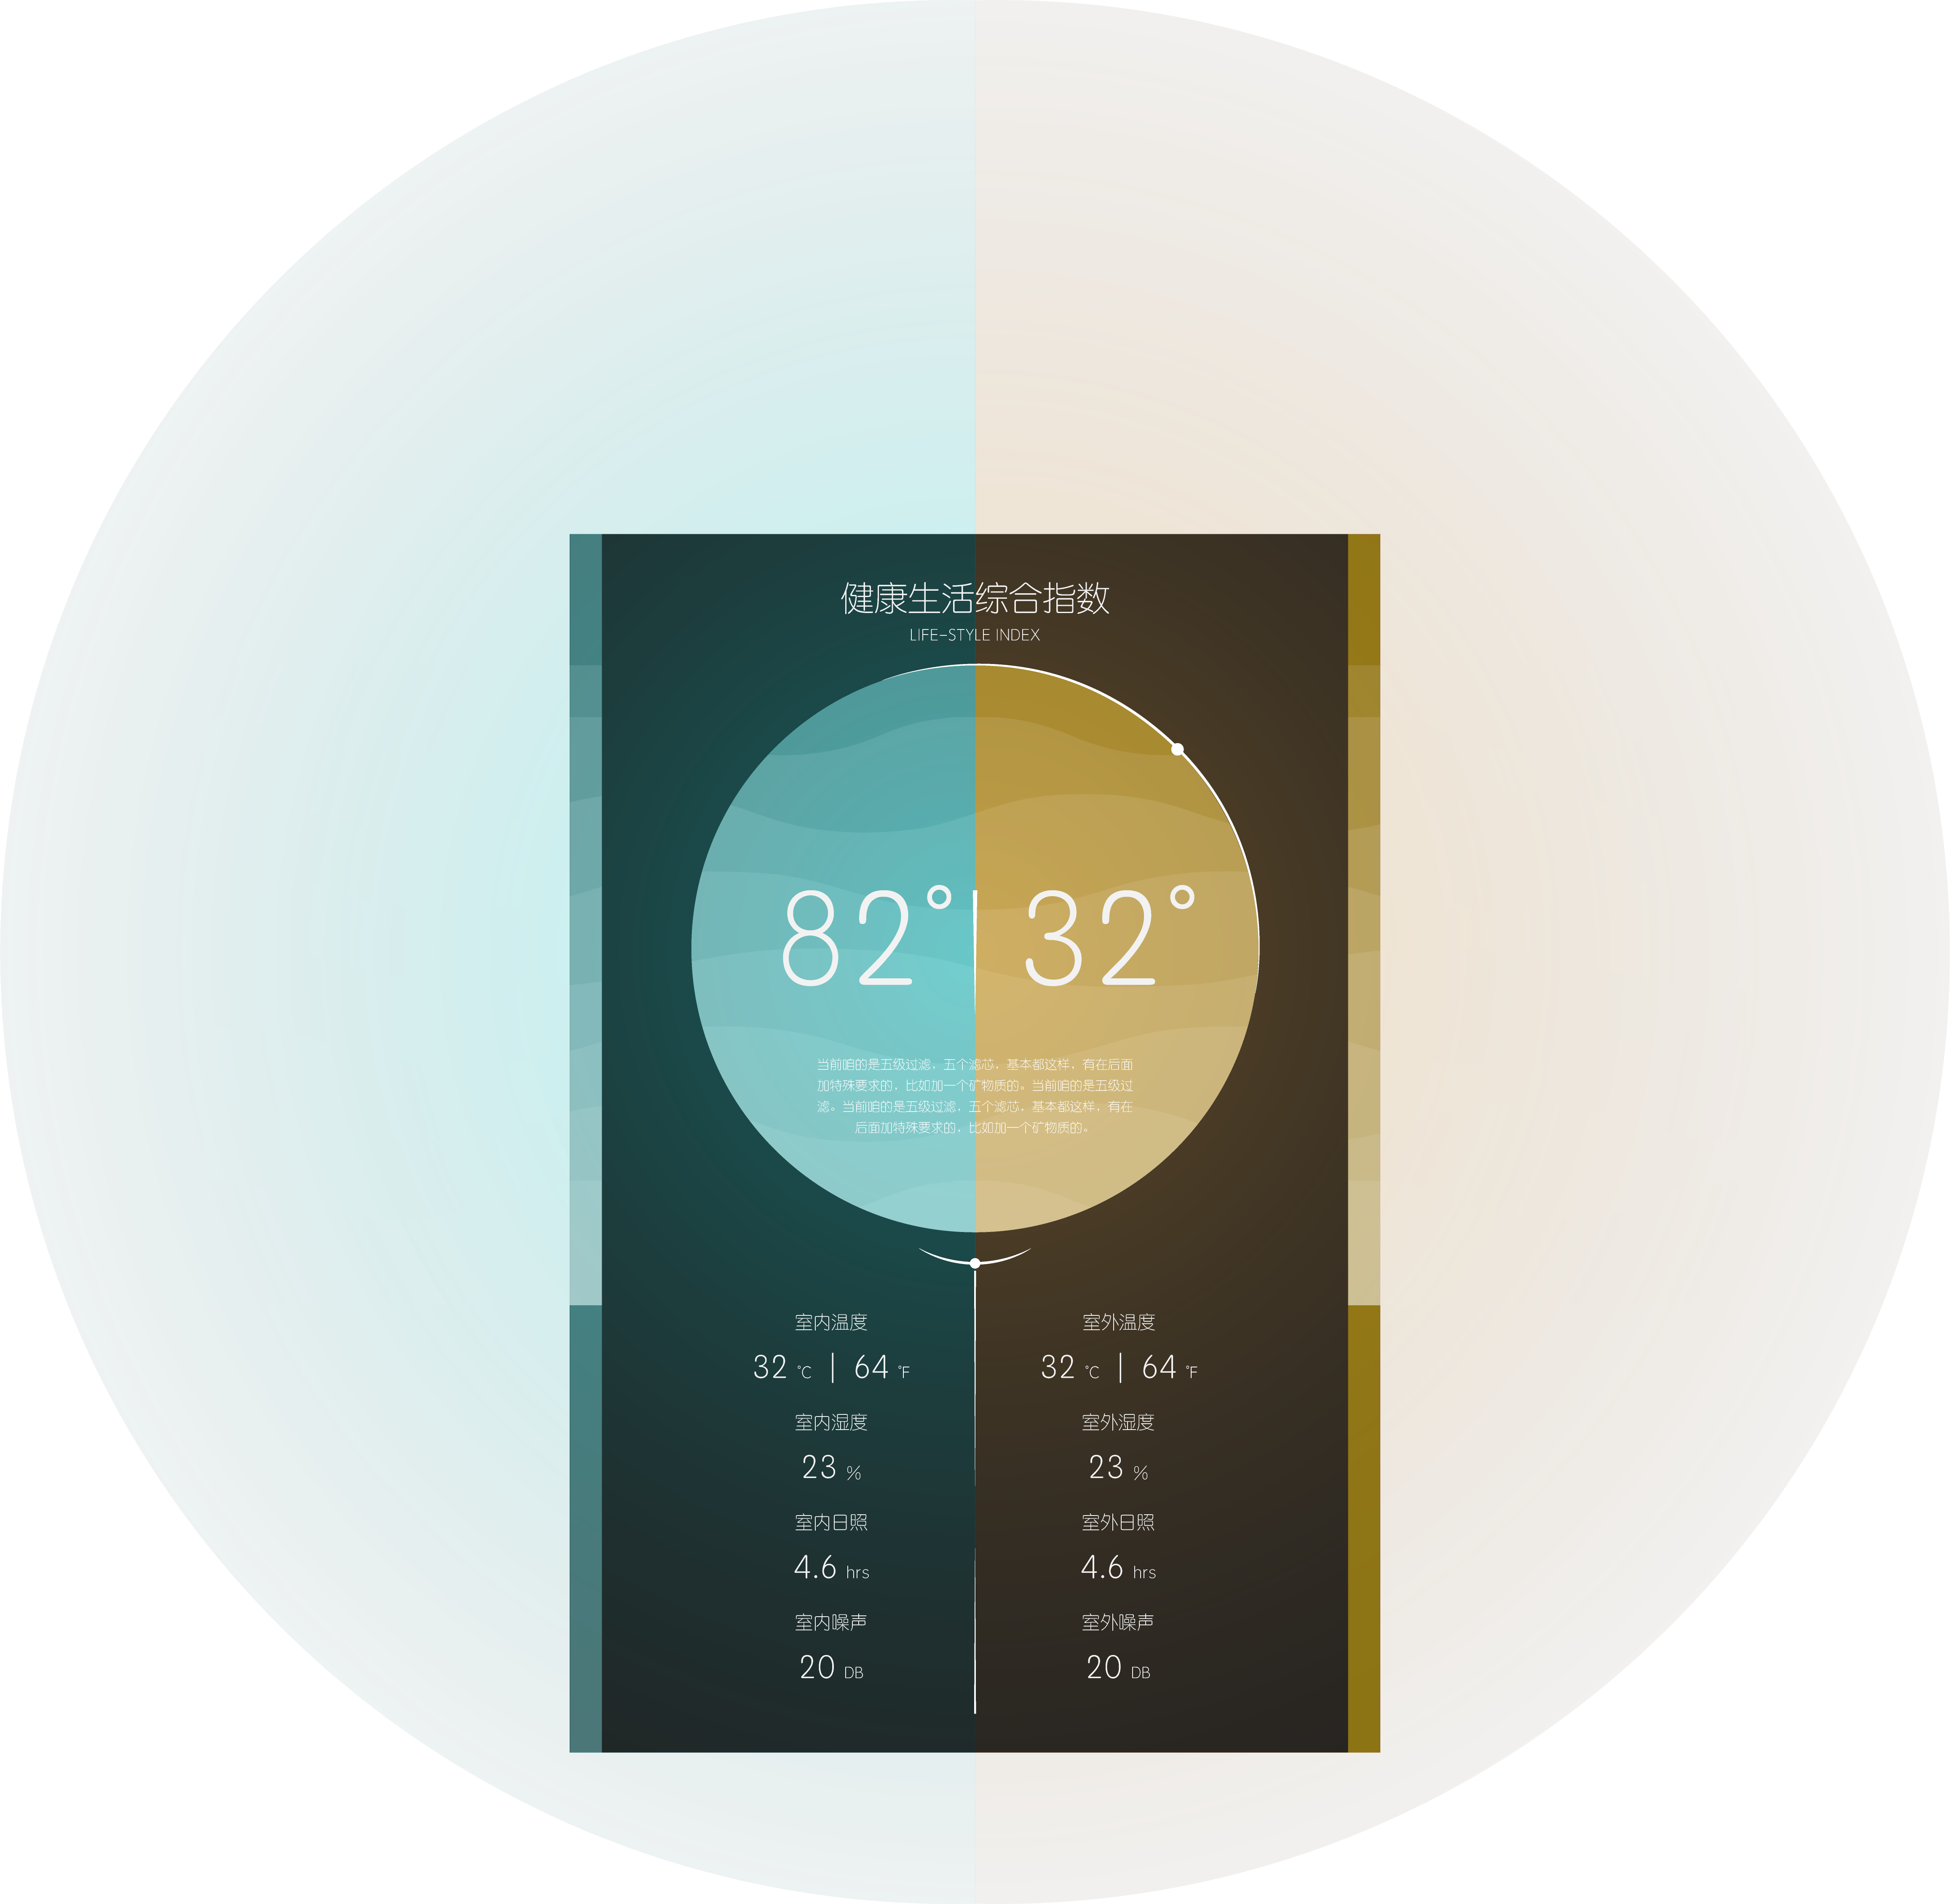 健康生活综合指数
LIFE-STYLE INDEX
82° 32°
当前咱的是五级过滤，五个滤芯，基本都这样，有在后面
加特殊要求的，比如加一个矿物质的。当前咱的是五级过
滤。当前咱的是五级过滤，五个滤芯，基本都这样，有在
后面加特殊要求的，比如加一个矿物质的。
室内温度
32 °C | 64 °F
室内湿度
23 %
室内日照
4.6 hrs
室内噪声
20 DB
室外温度
32 °C | 64 °F
室外湿度
23 %
室外日照
4.6 hrs
室外噪声
20 DB